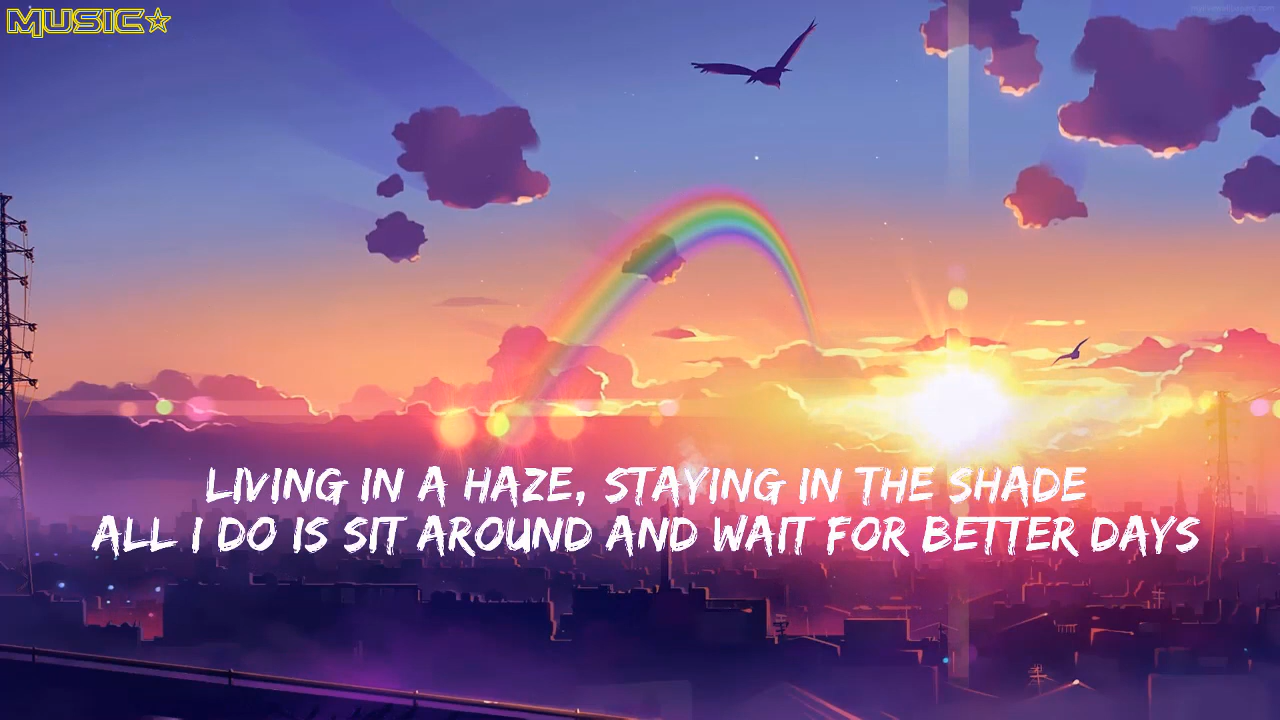 MUSIC☆
LIVING IN A HAZE, STAYING IN THE SHADE
ALL I DO IS SIT AROUND AND WAIT FOR BETTER DAYS